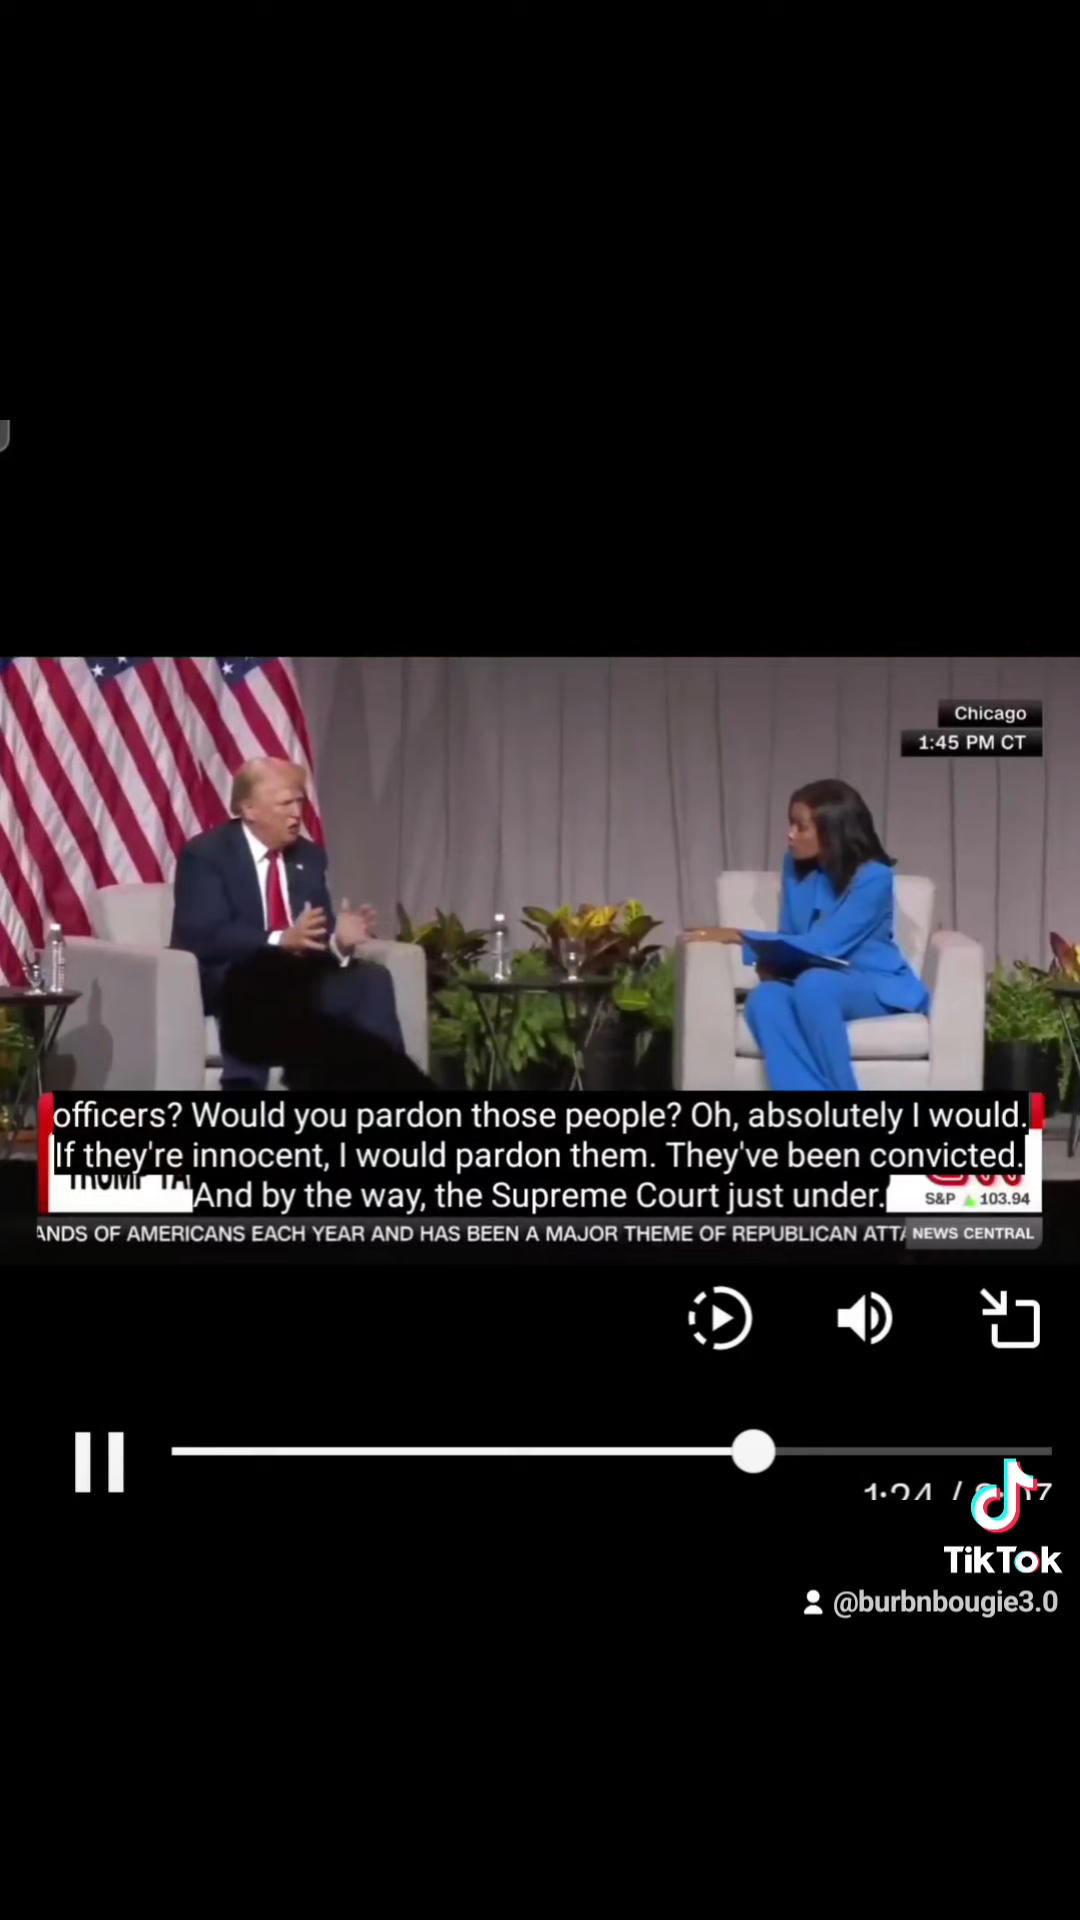 Chicago
1:45 PM CT
officers? Would you pardon those people? Oh, absolutely I would.
If they're innocent, I would pardon them. They've been convicted.
And by the way, the Supreme Court just under.
S&P 103.94
OF AMERICANS EACH YEAR AND HAS BEEN A MAJOR THEME OF REPUBLICAN
NEWS CENTRAL
TikTok
@burbnbougie3.0